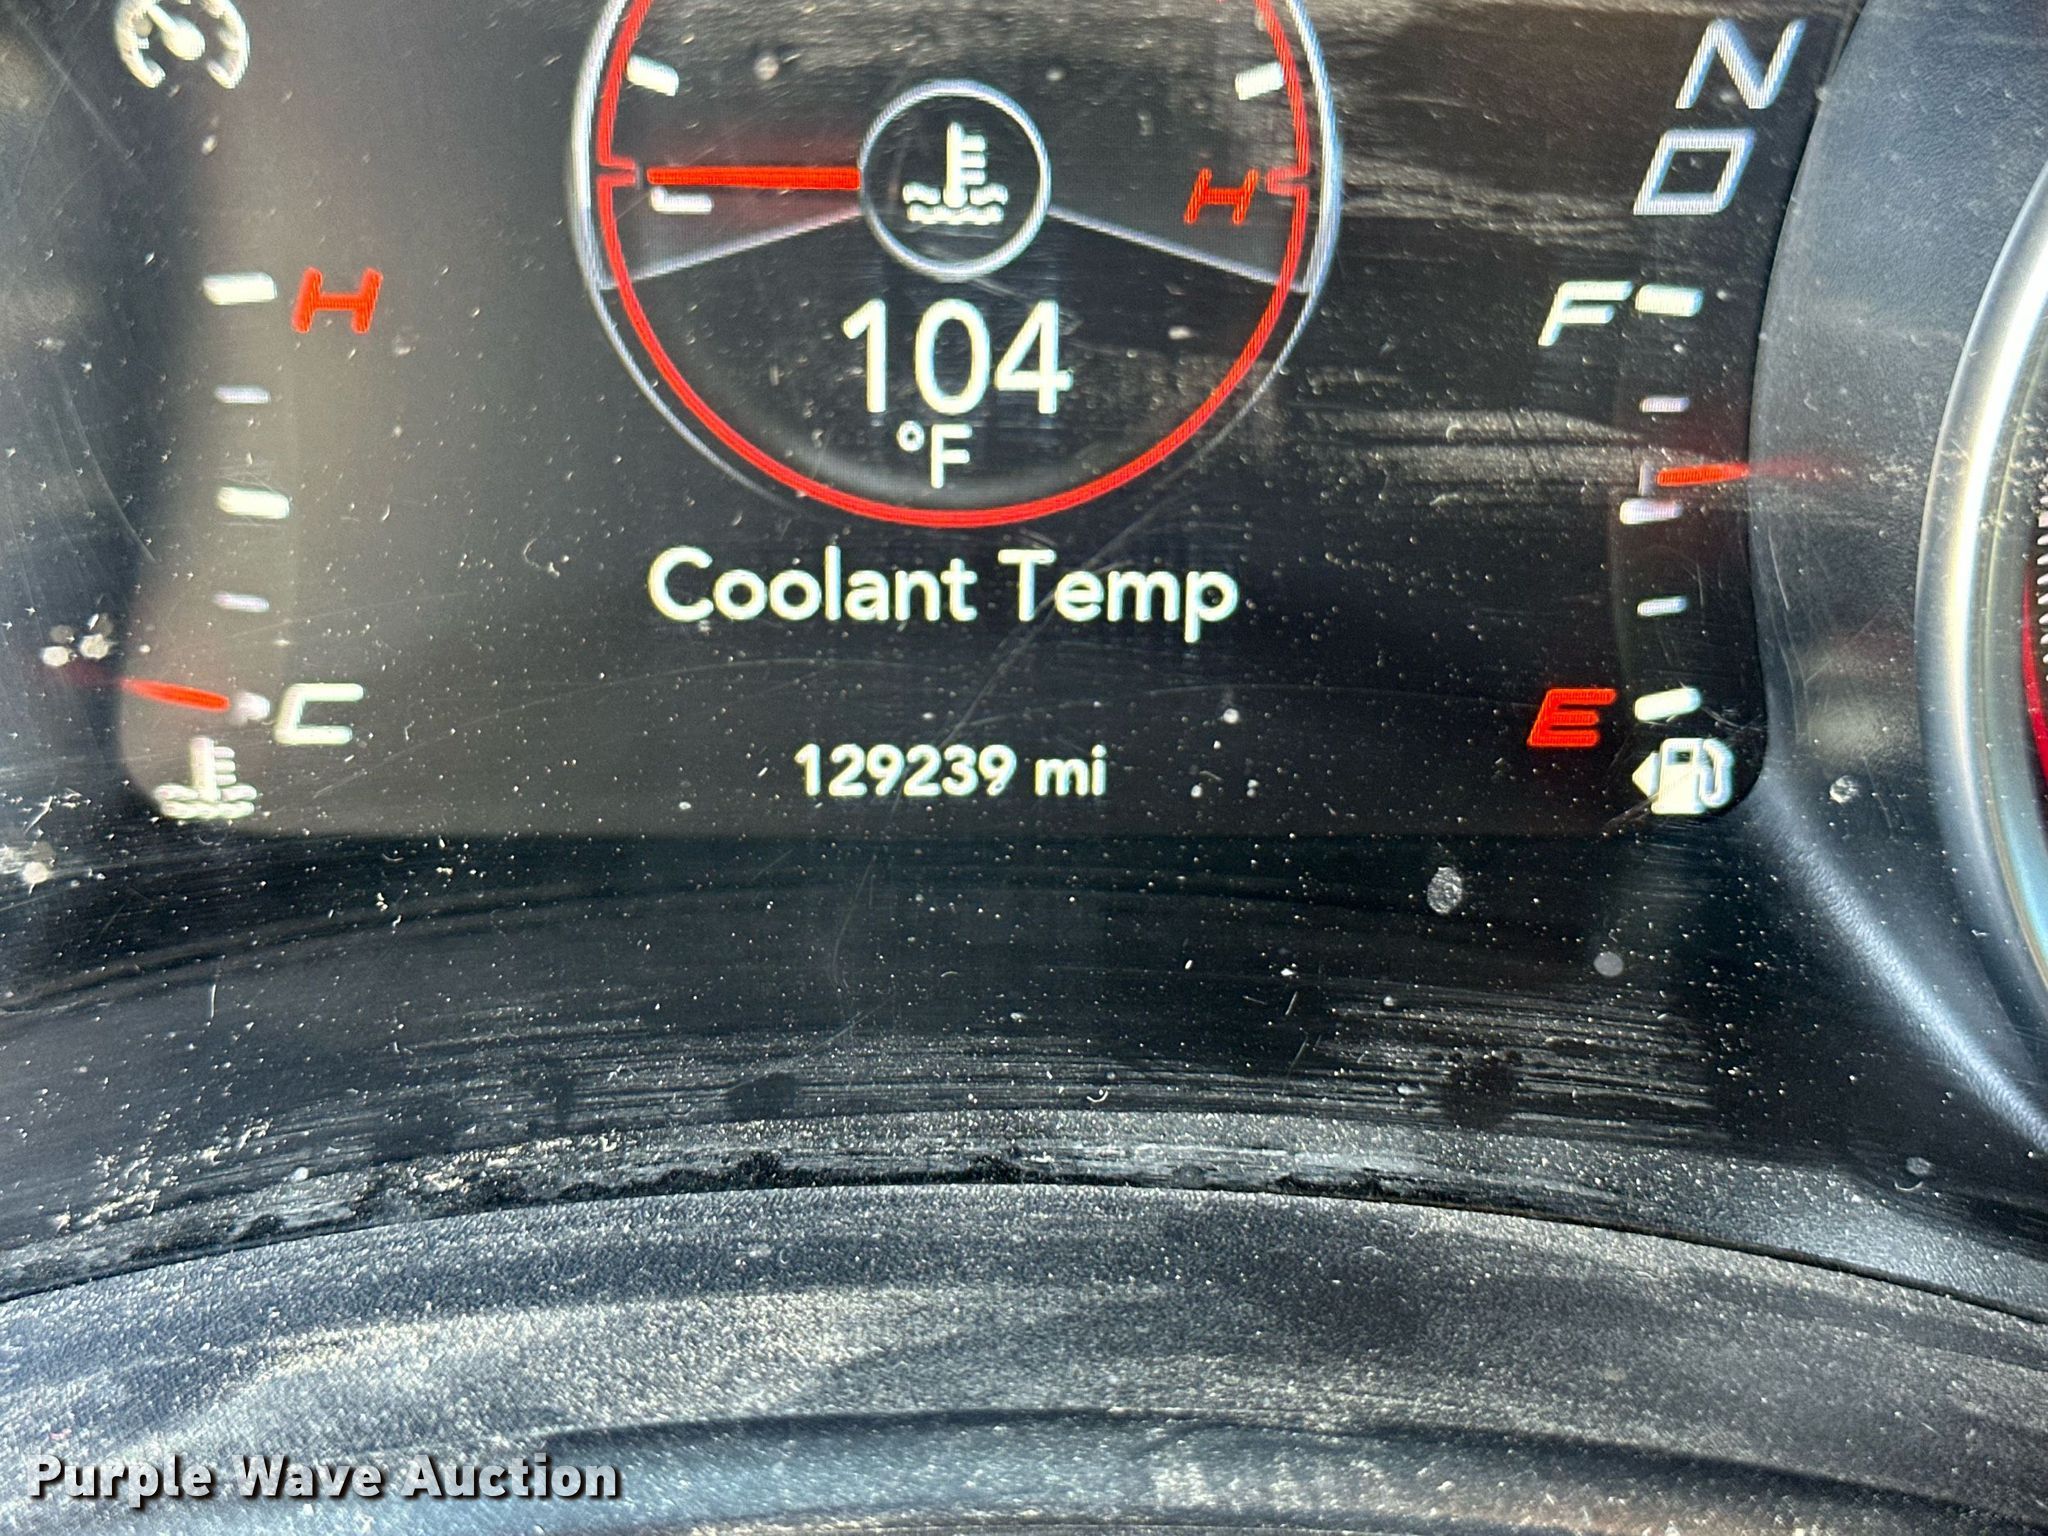 N
D
H
H
F
104
°F
Coolant Temp
C
E
129239 mi
Purple Wave Auction